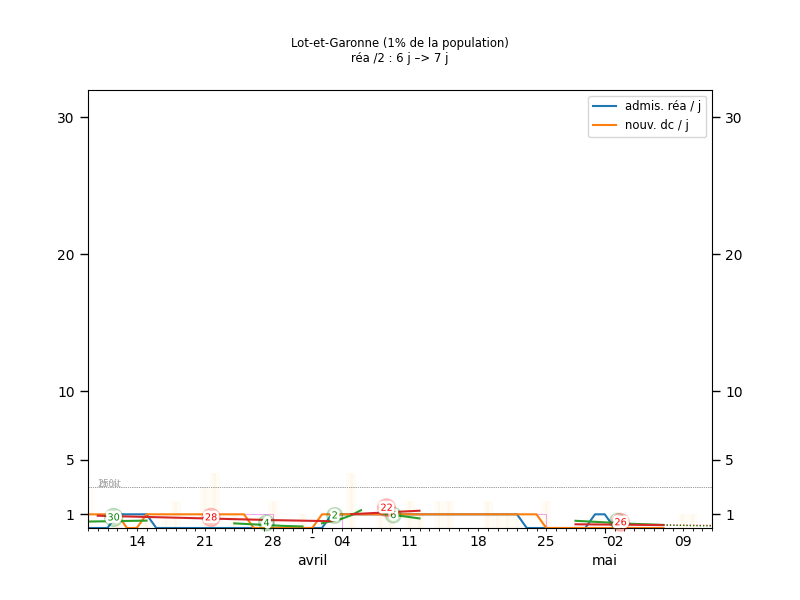 Lot-et-Garonne (1% de la population)
réa /2 : 6 j –> 7 j
admis. réa / j
nouv. dc / j
30 30
20 20
10 10
5 5
1 1
30 28 4 2 22 6 26
14 21 28 - 04 11 18 25 - 02 09
avril mai